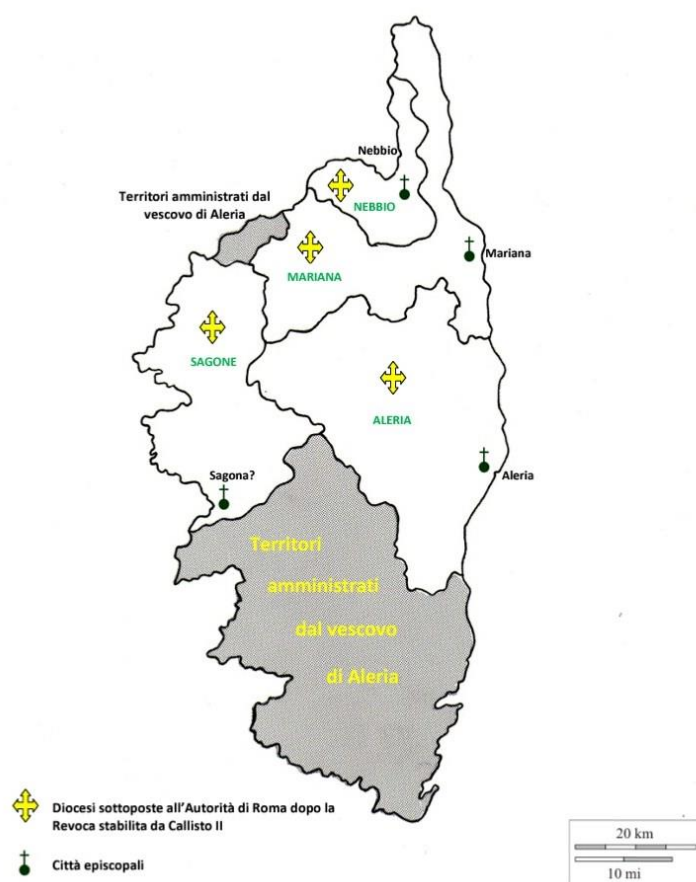 Nebbio
NEBBIO
Territori amministrati dal
vescovo di Aleria
Mariana
MARIANA
SAGONE
ALERIA
Sagona?
Aleria
Territori
amministrati
dal vescovo
di Aleria
Diocesi sottoposte all'Autorità di Roma dopo la
Revoca stabilita da Callisto II
Città episcopali
20 km
10 mi